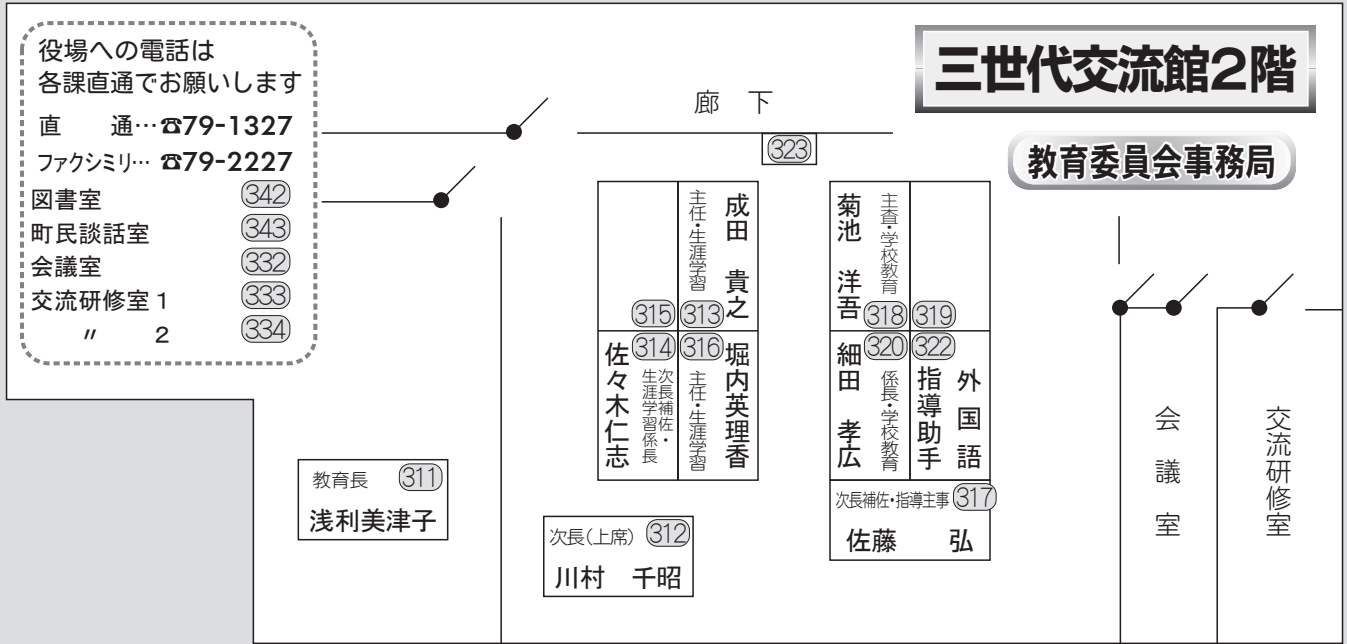 役場への電話は
各課直通でお願いします
直　　通…☎79-1327
ファクシミリ…☎79-2227
図書室 342
町民談話室 343
会議室 332
交流研修室1 333
〃 2 334
三世代交流館2階
教育委員会事務局
廊下
323
315
成田　貴之
主任・生涯学習
313
佐々木仁志
次長補佐・
生涯学習係長
314
堀内英理香
主任・生涯学習
316
菊池　洋吾
主査・学校教育
318
319
細田　孝広
係長・学校教育
320
外国語
指導助手
322
次長補佐・指導主事 317
佐藤　弘
教育長 311
浅利美津子
次長(上席) 312
川村　千昭
会議室
交流研修室